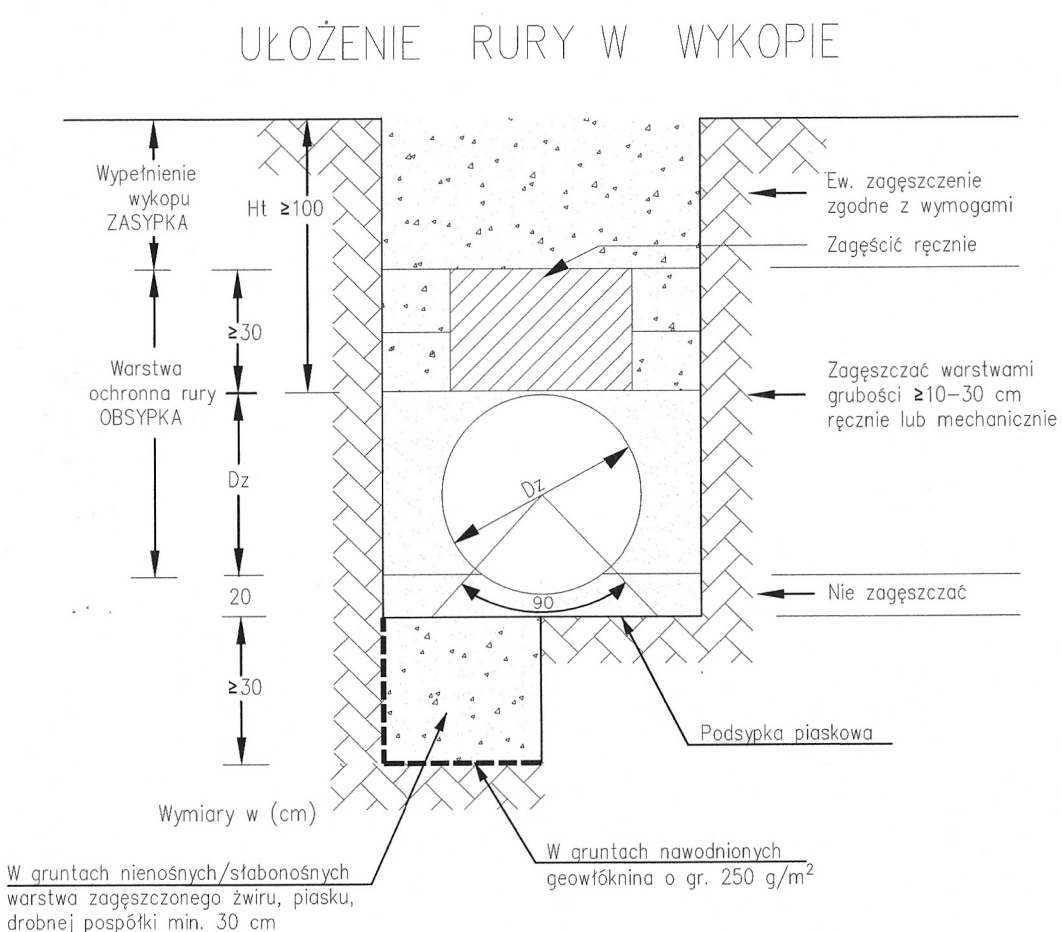 UŁOŻENIE RURY W WYKOPIE
Wypełnienie
wykopu
ZASYPKA
Ht ≥100
Ew. zagęszczenie
zgodne z wymogami
Zagęścić ręcznie
≥30
Warstwa
ochronna rury
OBSYPKA
Zagęszczać warstwami
grubości ≥10-30 cm
ręcznie lub mechanicznie
Dz
Dz
20
90
Nie zagęszczać
≥30
Podsypka piaskowa
Wymiary w (cm)
W gruntach nienośnych/słabonośnych
warstwa zagęszczonego żwiru, piasku,
drobnej pospółki min. 30 cm
W gruntach nawodnionych
geowłóknina o gr. 250 g/m²